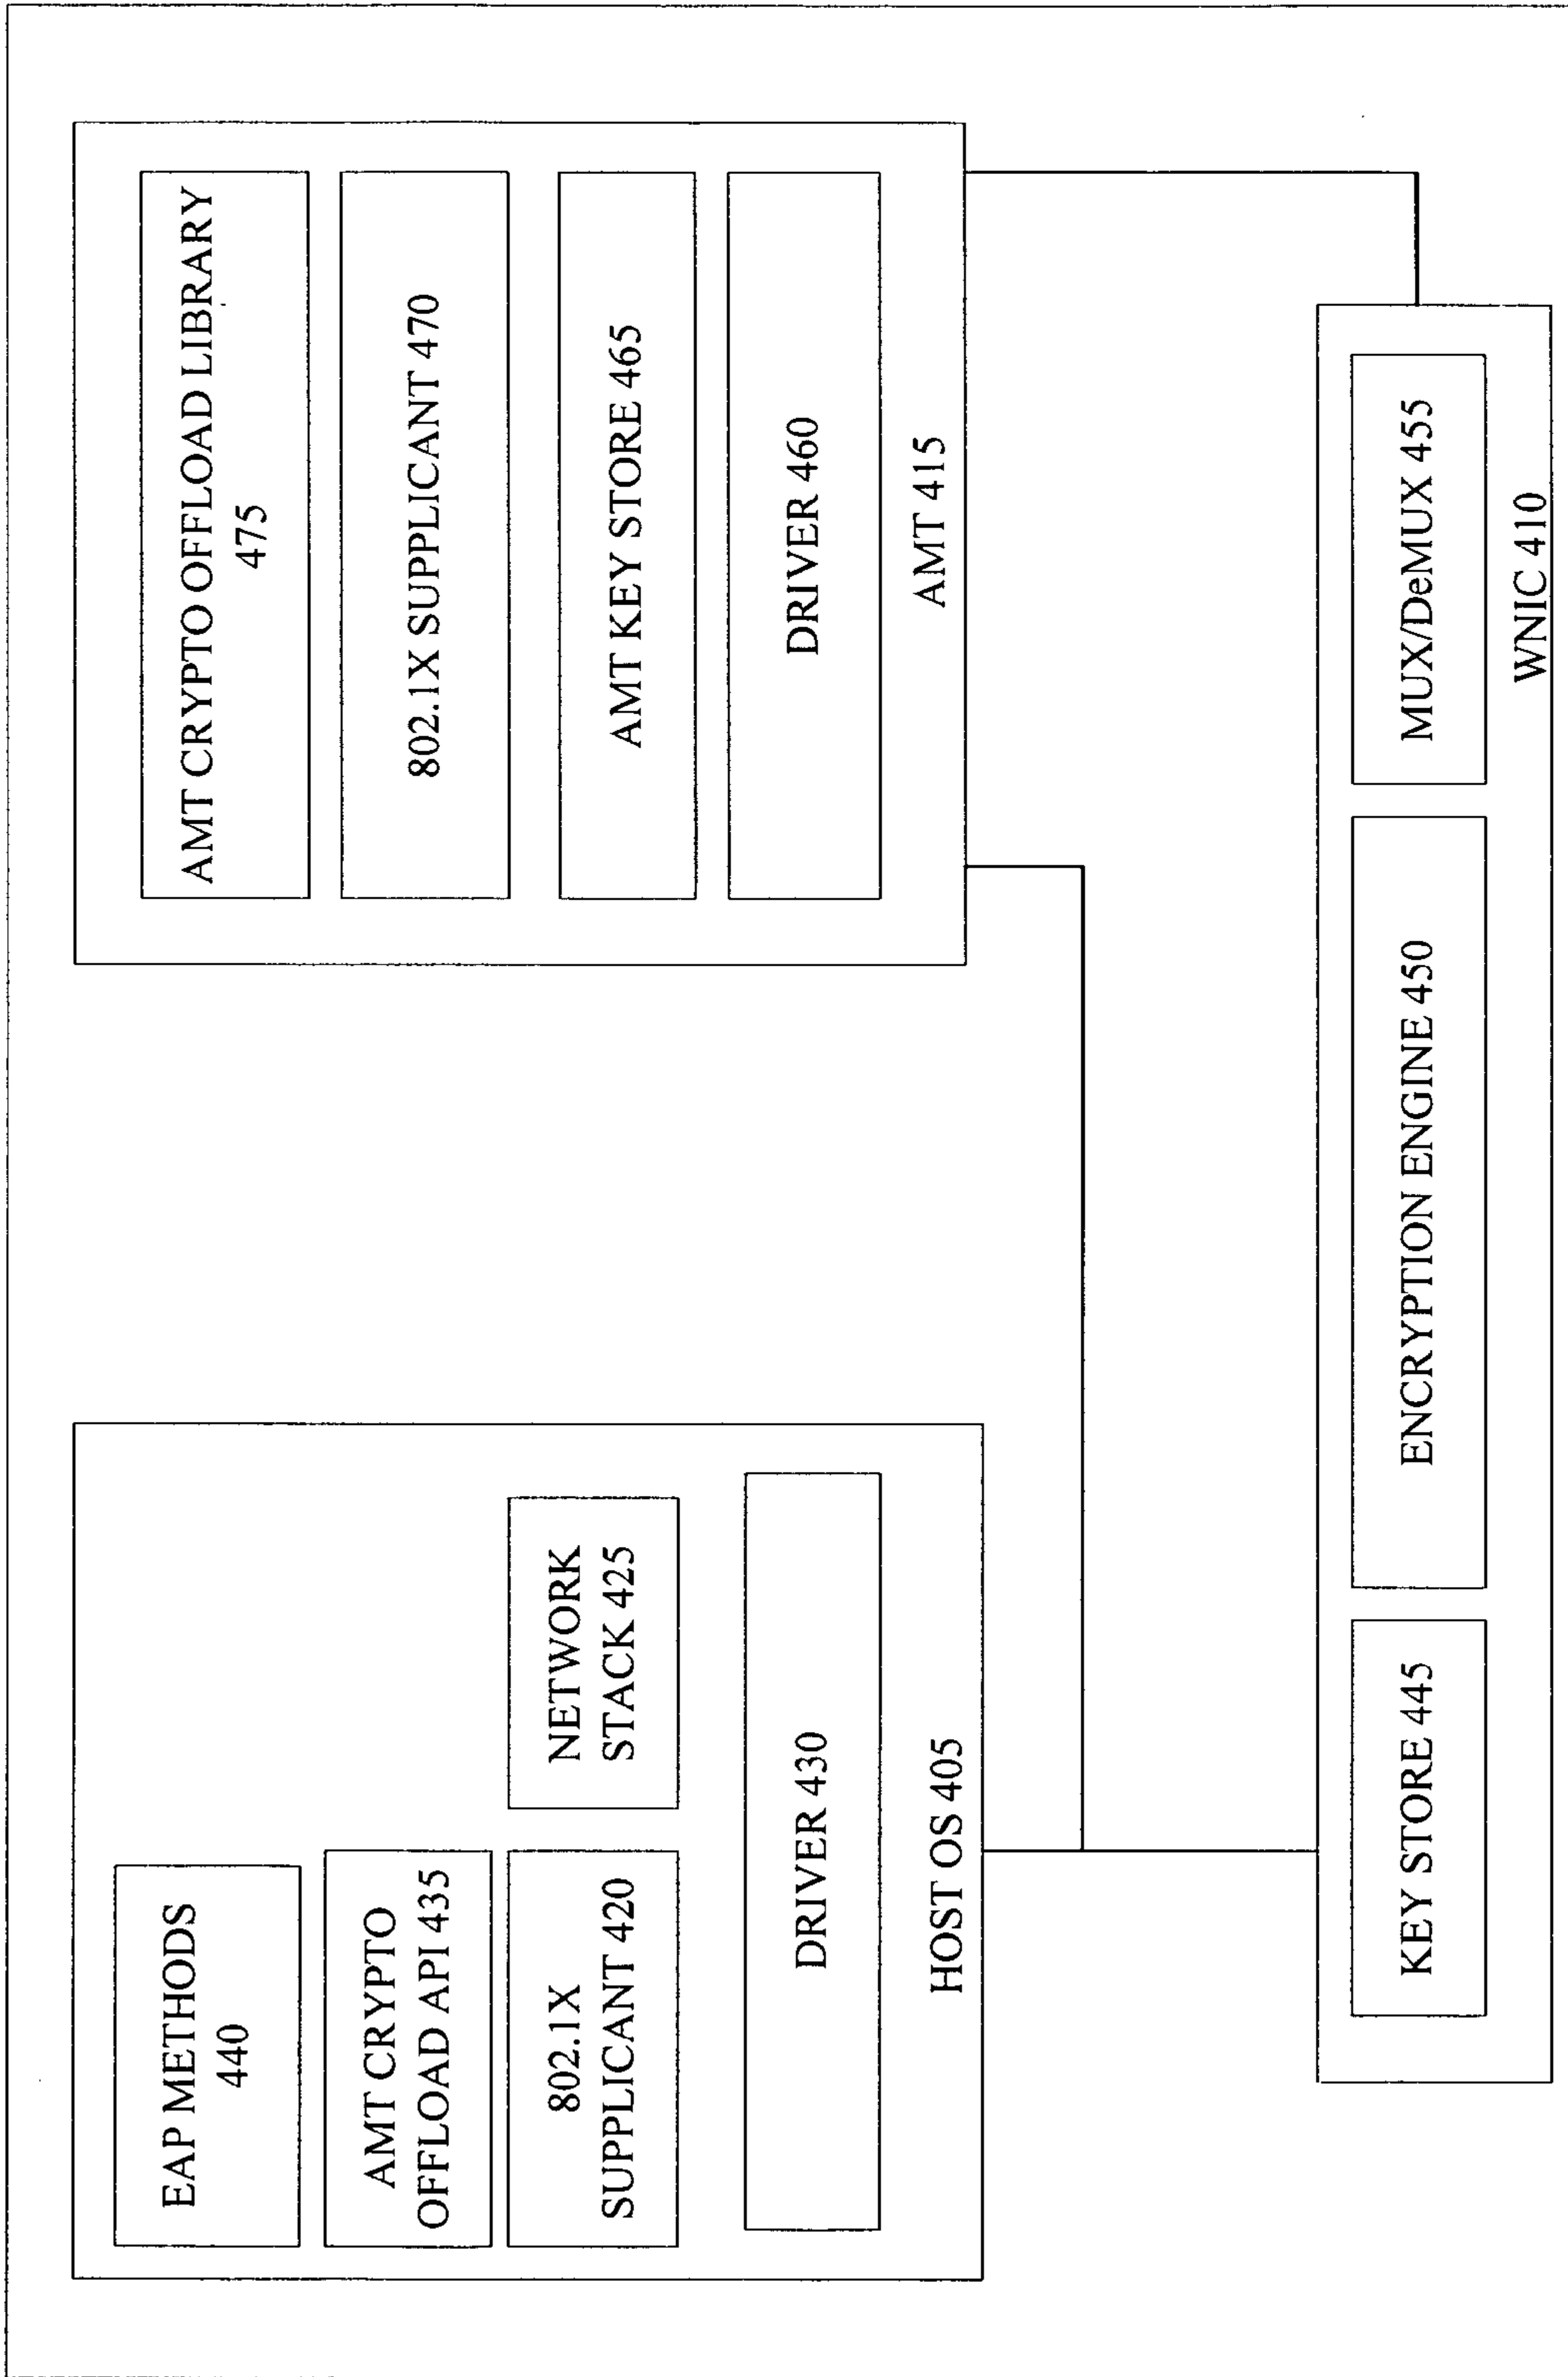 EAP METHODS
440
AMT CRYPTO
OFFLOAD API 435
802.1X
SUPPLICANT 420
NETWORK
STACK 425
DRIVER 430
HOST OS 405
AMT CRYPTO OFFLOAD LIBRARY
475
802.1X SUPPLICANT 470
AMT KEY STORE 465
DRIVER 460
AMT 415
KEY STORE 445
ENCRYPTION ENGINE 450
MUX/DeMUX 455
WNIC 410